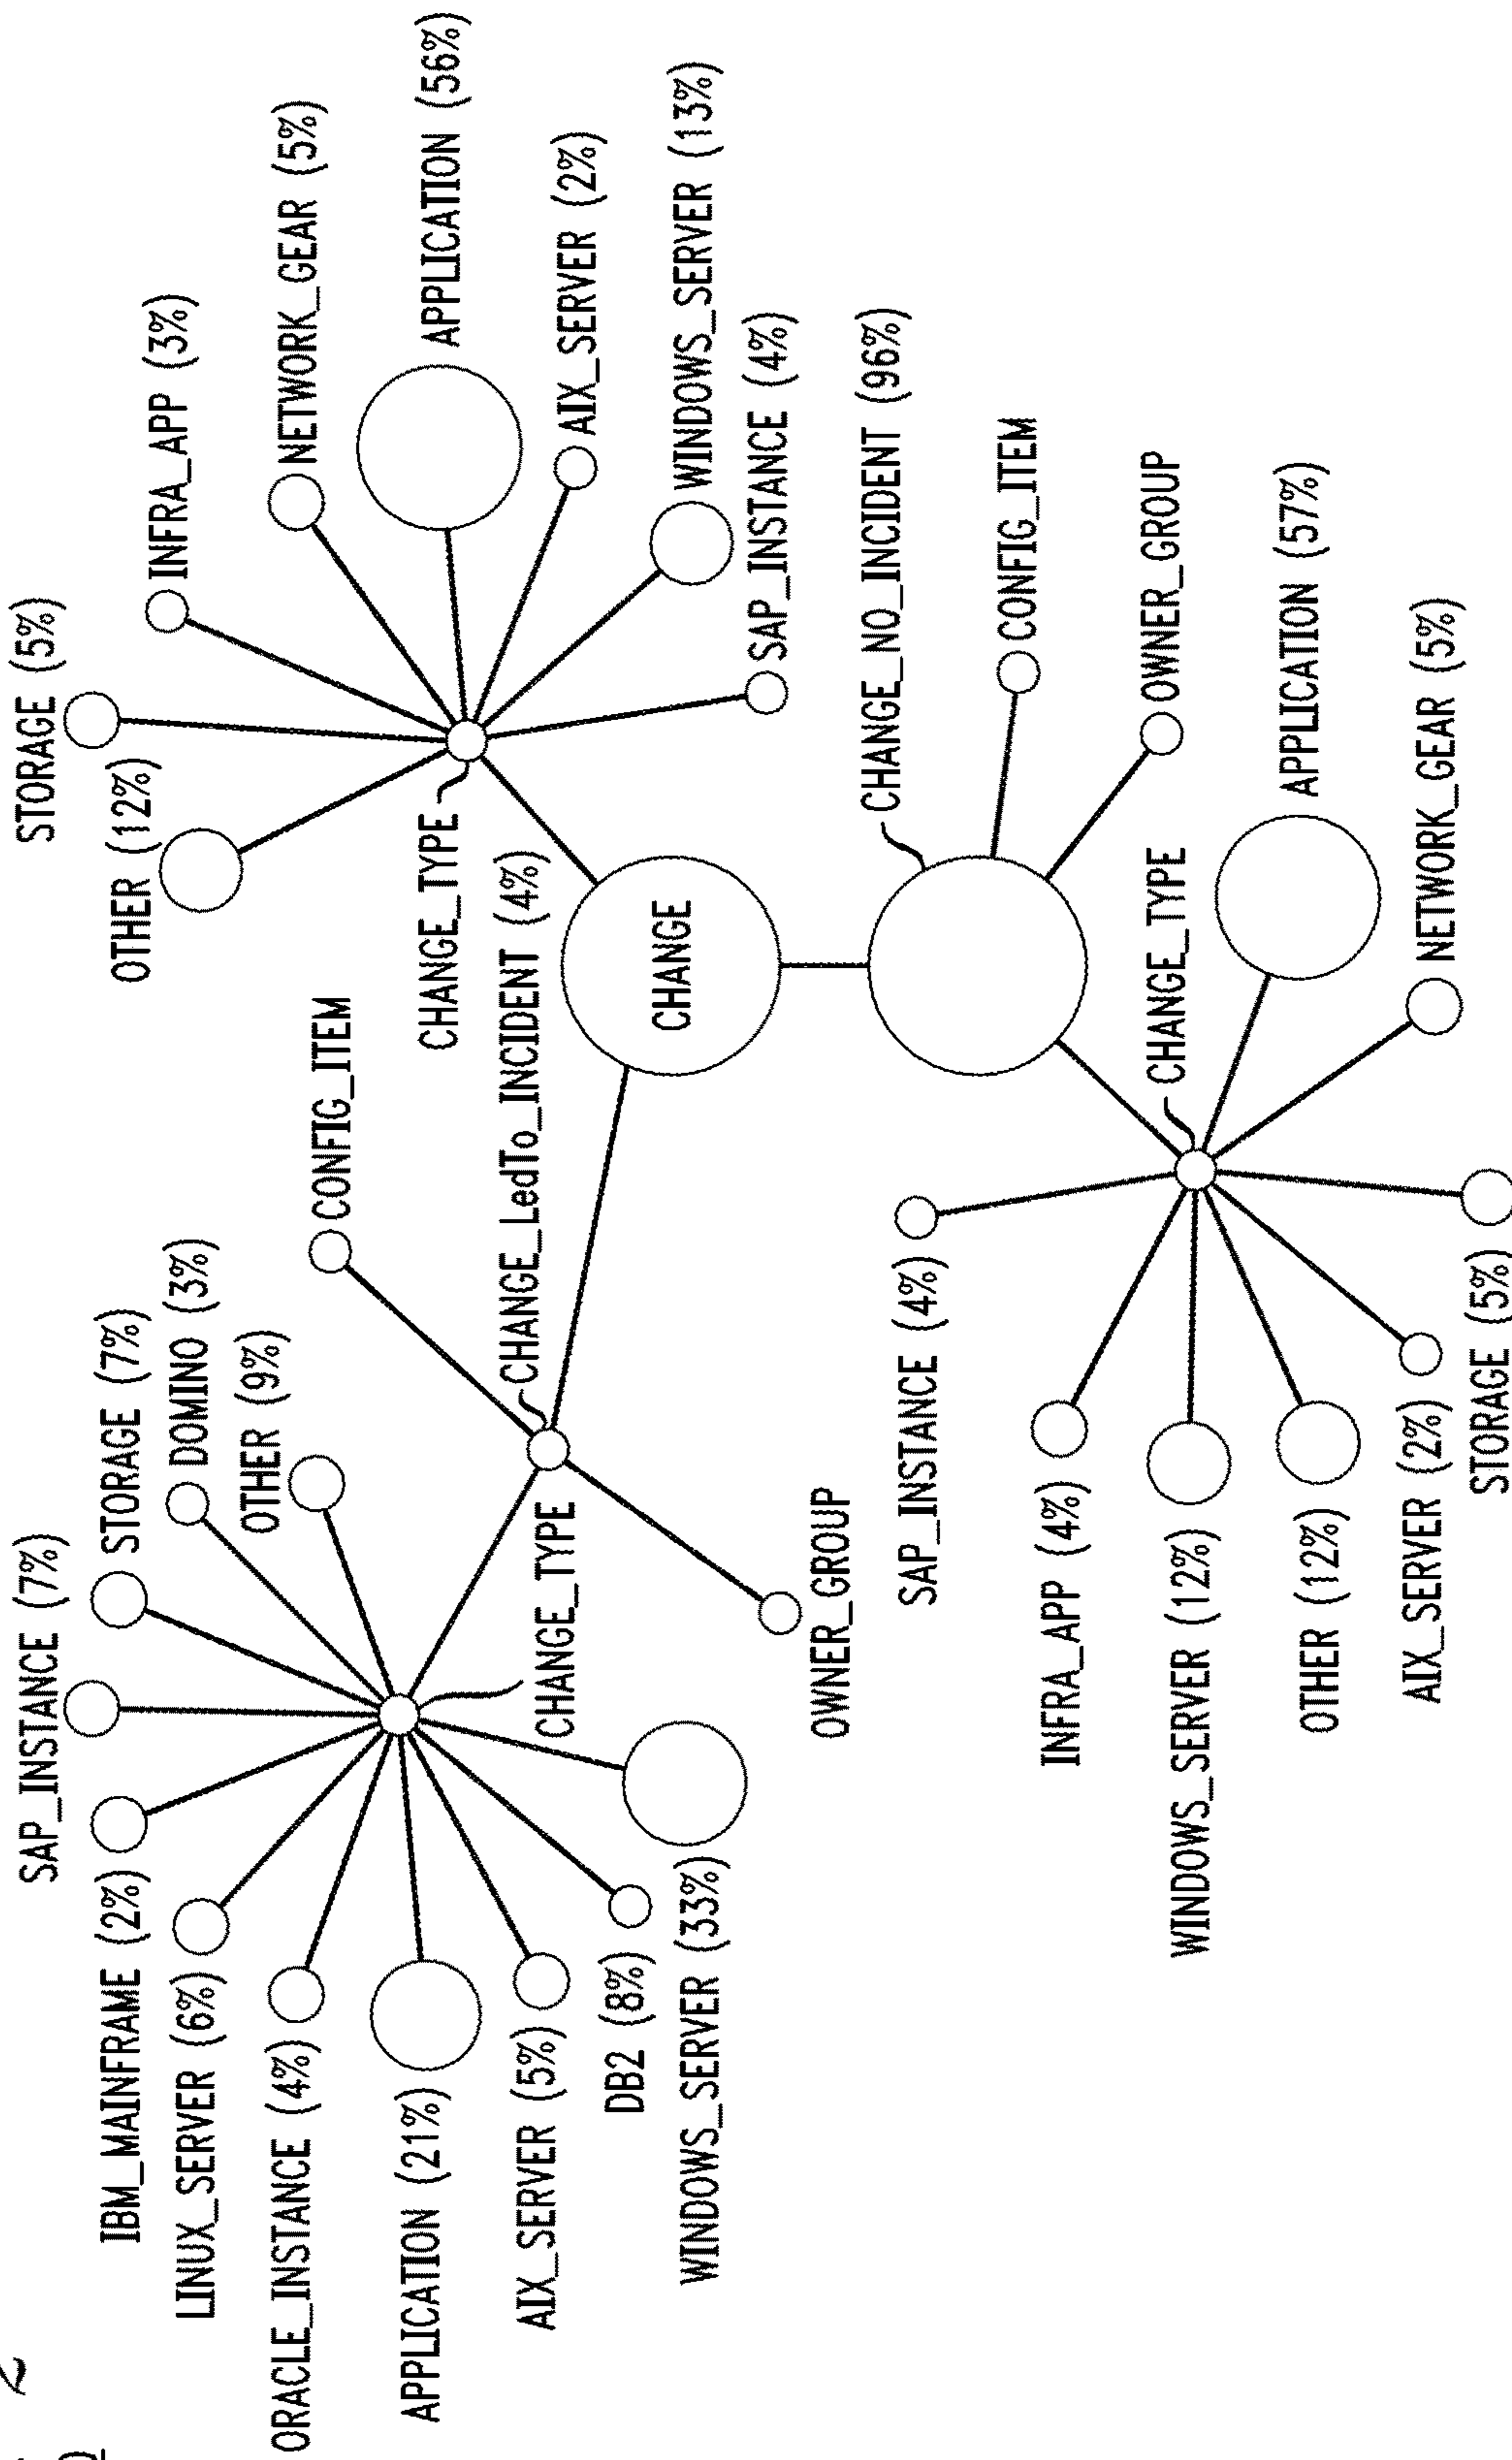 SAP_INSTANCE (7%)
STORAGE (5%)
IBM_MAINFRAME (2%)
STORAGE (7%)
OTHER (12%)
INFRA_APP (3%)
LINUX_SERVER (6%)
DOMINO (3%)
OTHER (9%)
NETWORK_GEAR (5%)
ORACLE_INSTANCE (4%)
CONFIG_ITEM
APPLICATION (21%)
CHANGE_TYPE
APPLICATION (56%)
AIX_SERVER (5%)
CHANGE_TYPE
CHANGE_LedTo_INCIDENT (4%)
AIX_SERVER (2%)
DB2 (8%)
CHANGE
WINDOWS_SERVER (33%)
WINDOWS_SERVER (13%)
SAP_INSTANCE (4%)
OWNER_GROUP
CHANGE_NO_INCIDENT (96%)
SAP_INSTANCE (4%)
CONFIG_ITEM
INFRA_APP (4%)
CHANGE_TYPE
OWNER_GROUP
WINDOWS_SERVER (12%)
APPLICATION (57%)
OTHER (12%)
AIX_SERVER (2%)
NETWORK_GEAR (5%)
STORAGE (5%)